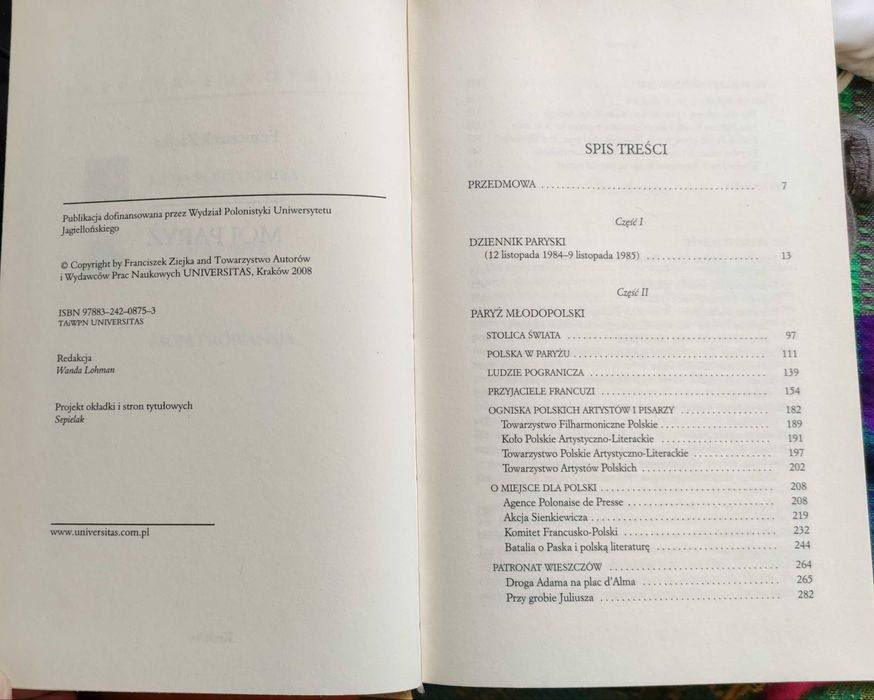 Publikacja dofinansowana przez Wydział Polonistyki Uniwersytetu
Jagiellońskiego
© Copyright by Franciszek Ziejka and Towarzystwo Autorów
i Wydawców Prac Naukowych UNIVERSITAS, Kraków 2008
ISBN 97883–242–0875–3
TAiWPN UNIVERSITAS
Redakcja
Wanda Lohman
Projekt okładki i stron tytułowych
Sepielak
www.universitas.com.pl
SPIS TREŚCI
PRZEDMOWA 7
Część I
DZIENNIK PARYSKI
(12 listopada 1984–9 listopada 1985) 13
Część II
PARYŻ MŁODOPOLSKI
STOLICA ŚWIATA 97
POLSKA W PARYŻU 111
LUDZIE POGRANICZA 139
PRZYJACIELE FRANCUZI 154
OGNISKA POLSKICH ARTYSTÓW I PISARZY 182
Towarzystwo Filharmoniczne Polskie 189
Koło Polskie Artystyczno-Literackie 191
Towarzystwo Polskie Artystyczno-Literackie 197
Towarzystwo Artystów Polskich 202
O MIEJSCE DLA POLSKI 208
Agence Polonaise de Presse 208
Akcja Sienkiewicza 219
Komitet Francusko-Polski 232
Batalia o Paska i polską literaturę 244
PATRONAT WIESZCZÓW 264
Droga Adama na plac d'Alma 265
Przy grobie Juliusza 282